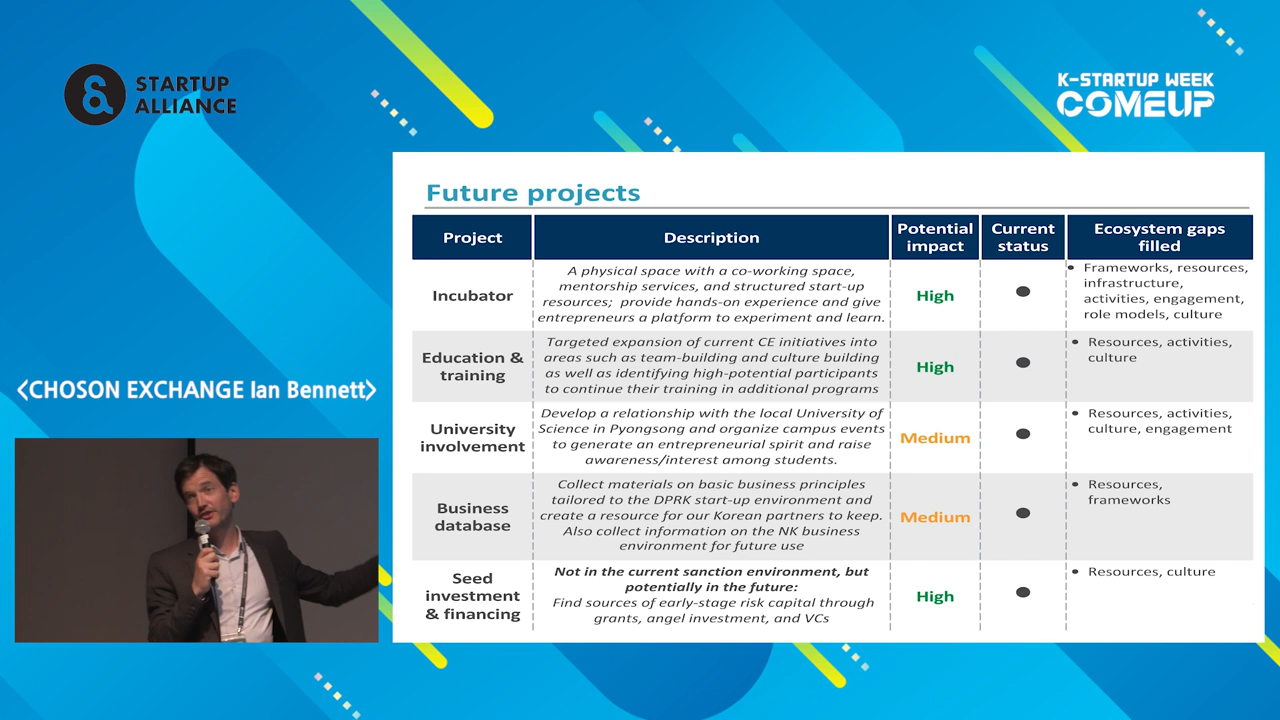 STARTUP
ALLIANCE
K-STARTUP WEEK
COMEUP
<CHOSON EXCHANGE Ian Bennett>
Future projects
Project
Description
Potential
impact
Current
status
Ecosystem gaps
filled
Incubator
A physical space with a co-working space,
mentorship services, and structured start-up
resources; provide hands-on experience and give
entrepreneurs a platform to experiment and learn.
High
• Frameworks, resources,
infrastructure,
activities, engagement,
role models, culture
Education &
training
Targeted expansion of current CE initiatives into
areas such as team-building and culture building
as well as identifying high-potential participants
to continue their training in additional programs
High
• Resources, activities,
culture
University
involvement
Develop a relationship with the local University of
Science in Pyongsong and organize campus events
to generate an entrepreneurial spirit and raise
awareness/interest among students.
Medium
• Resources, activities,
culture, engagement
Business
database
Collect materials on basic business principles
tailored to the DPRK start-up environment and
create a resource for our Korean partners to keep.
Also collect information on the NK business
environment for future use
Medium
• Resources,
frameworks
Seed
investment
& financing
Not in the current sanction environment, but
potentially in the future:
Find sources of early-stage risk capital through
grants, angel investment, and VCs
High
• Resources, culture